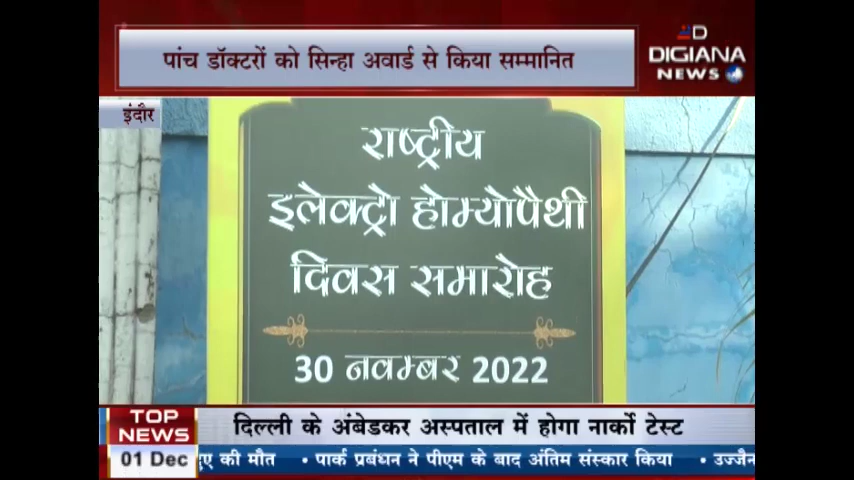 पांच डॉक्टरों को सिन्हा अवार्ड से किया सम्मानित
D
DIGIANA
NEWS
इंदौर
राष्ट्रीय
इलेक्ट्रो होम्योपैथी
दिवस समारोह
30 नवम्बर 2022
TOP
NEWS
दिल्ली के अंबेडकर अस्पताल में होगा नार्को टेस्ट
01 Dec
की मौत • पार्क प्रबंधन ने पीएम के बाद अंतिम संस्कार किया • उज्जैन